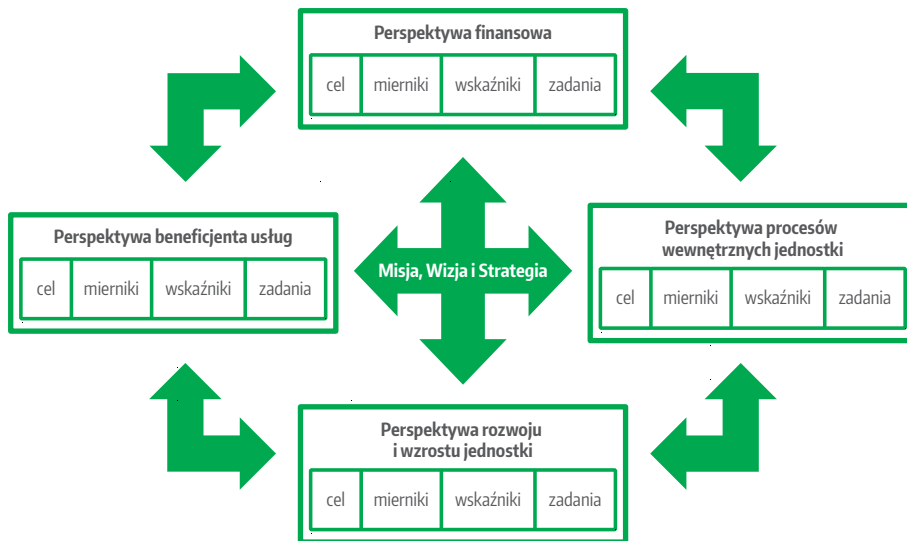 Perspektywa finansowa
cel mierniki wskaźniki zadania
Perspektywa beneficjenta usług
cel mierniki wskaźniki zadania
Misja, Wizja i Strategia
Perspektywa procesów
wewnętrznych jednostki
cel mierniki wskaźniki zadania
Perspektywa rozwoju
i wzrostu jednostki
cel mierniki wskaźniki zadania